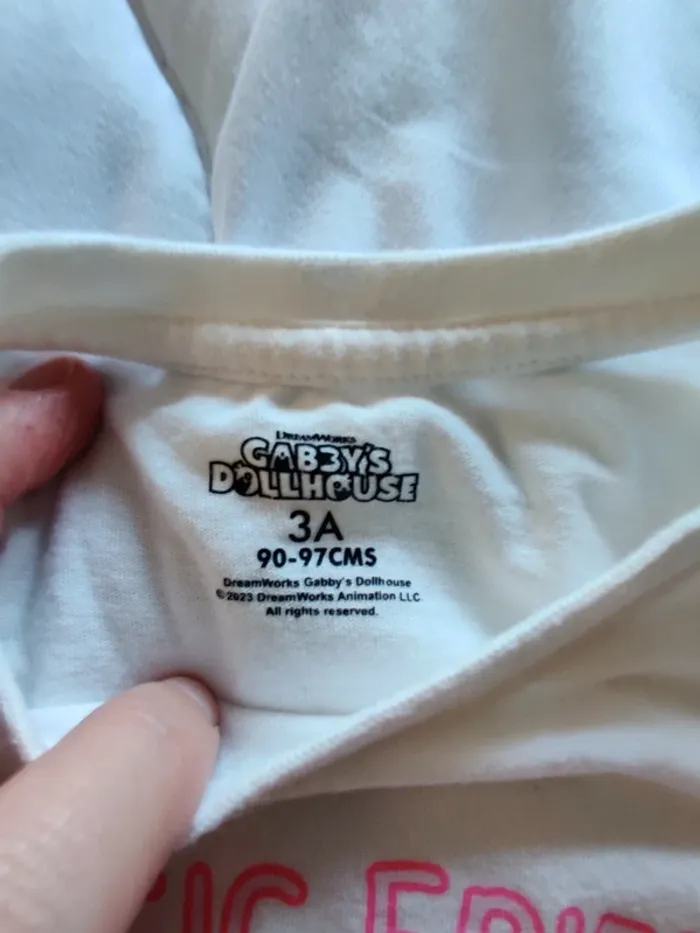 DREAMWORKS
GABBY'S
DOLLHOUSE
3A
90-97CMS
DreamWorks Gabby's Dollhouse
©2023 DreamWorks Animation LLC.
All rights reserved.